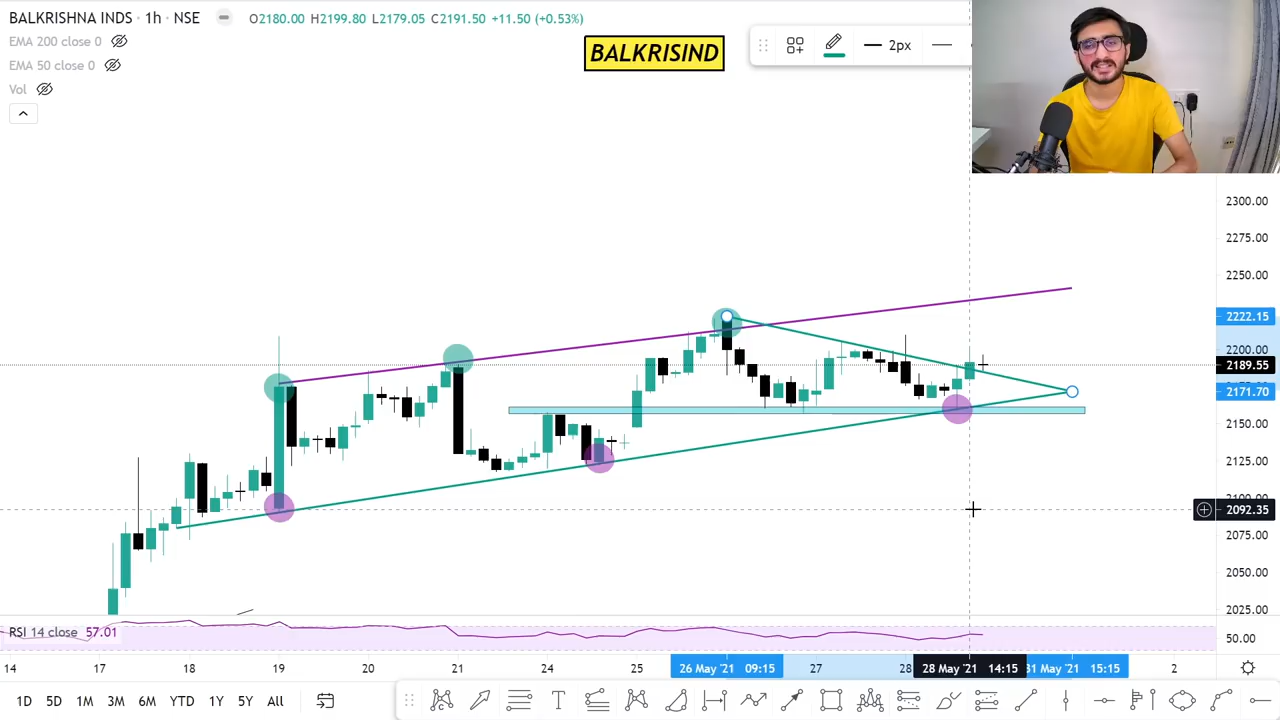 BALKRISHNA INDS · 1h · NSE O2180.00 H2199.80 L2179.05 C2191.50 +11.50 (+0.53%)
EMA 200 close 0
EMA 50 close 0
Vol
BALKRISIND
2px
2300.00
2275.00
2250.00
2222.15
2200.00
2189.55
2171.70
2150.00
2125.00
2092.35
2075.00
2050.00
2025.00
RSI 14 close 57.01
50.00
14 17 18 19 20 21 24 25 26 May '21 09:15 27 28 28 May '21 14:15 31 May '21 15:15 2
1D 5D 1M 3M 6M YTD 1Y 5Y All